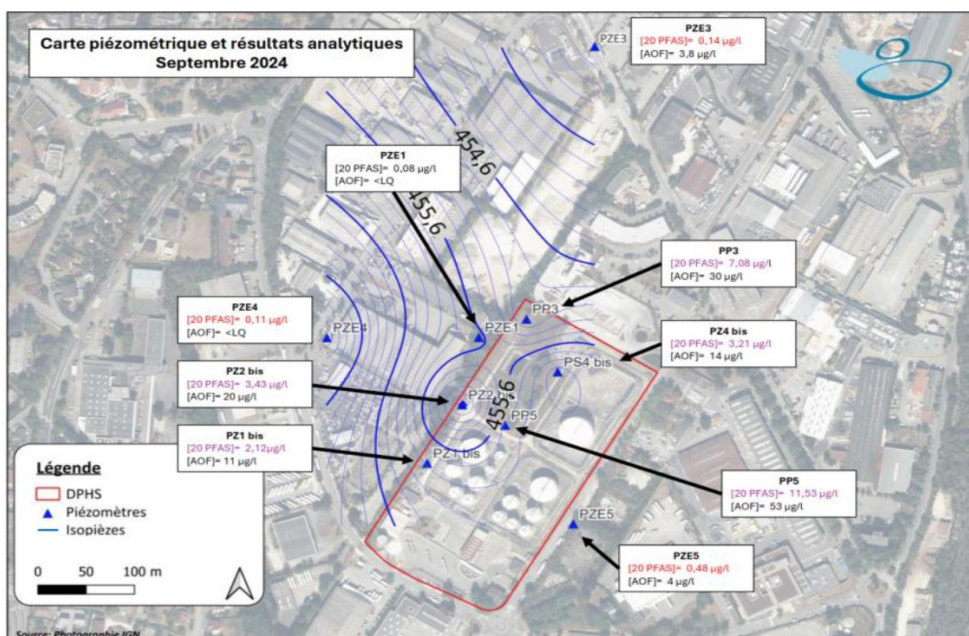 Carte piézométrique et résultats analytiques
Septembre 2024
PZE3
PZE3
[20 PFAS]= 0,14 µg/l
[AOF]= 3,8 µg/l
454,6
PZE1
[20 PFAS]= 0,08 µg/l
[AOF]= <LQ
455,6
PP3
[20 PFAS]= 7,08 µg/l
[AOF]= 30 µg/l
PZE4
[20 PFAS]= 0,11 µg/l
[AOF]= <LQ
PZE4
PZE1
PP3
PZ4 bis
[20 PFAS]= 3,21 µg/l
[AOF]= 14 µg/l
PS4 bis
PZ2 bis
[20 PFAS]= 3,43 µg/l
[AOF]= 20 µg/l
PZ2 bis
455,6
PP5
PZ1 bis
[20 PFAS]= 2,12µg/l
[AOF]= 11 µg/l
PZ1 bis
PP5
[20 PFAS]= 11,53 µg/l
[AOF]= 53 µg/l
PZE5
PZE5
[20 PFAS]= 0,48 µg/l
[AOF]= 4 µg/l
Légende
DPHS
Piézomètres
Isopièzes
0 50 100 m
Source: Photographie IGN